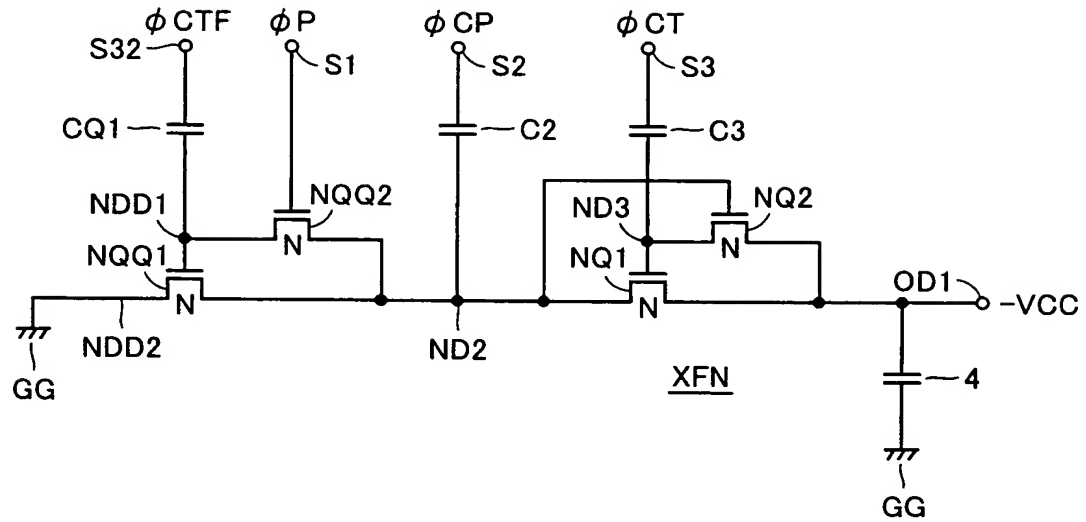 φCTF φP φCP φCT
S32 S1 S2 S3
CQ1 C2 C3
NDD1 NQQ2 ND3 NQ2
NQQ1 N NQ1 N
N N OD1 -VCC
NDD2 ND2
GG XFN 4
GG